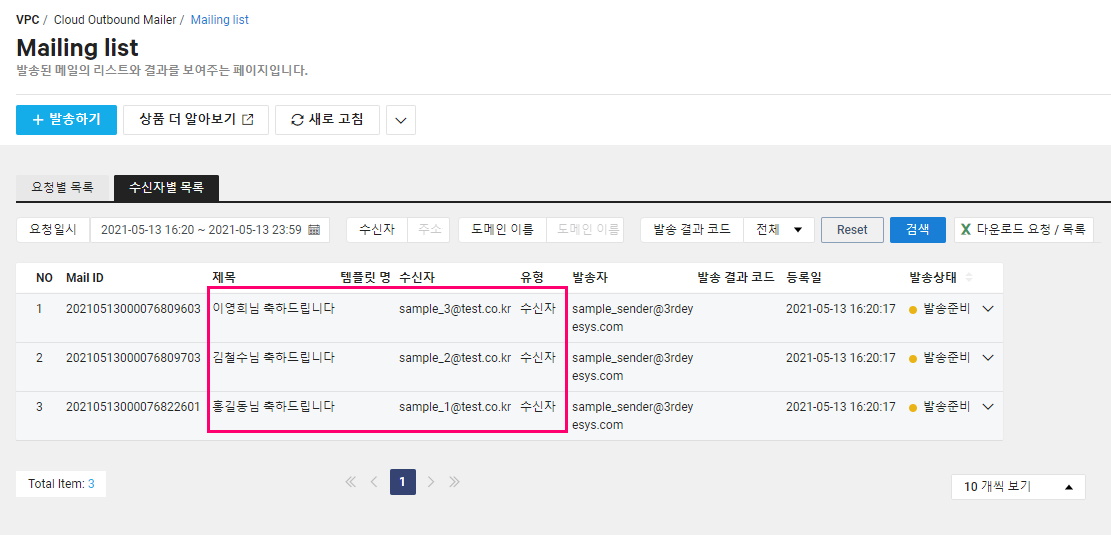 VPC / Cloud Outbound Mailer / Mailing list
Mailing list
발송된 메일의 리스트와 결과를 보여주는 페이지입니다.
+ 발송하기 상품 더 알아보기 새로 고침
요청별 목록 수신자별 목록
요청일시 2021-05-13 16:20 ~ 2021-05-13 23:59 수신자 주소 도메인 이름 도메인 이름 발송 결과 코드 전체 Reset 검색 X 다운로드 요청 / 목록
NO Mail ID 제목 템플릿 명 수신자 유형 발송자 발송 결과 코드 등록일 발송상태
1 20210513000076809603 이영희님 축하드립니다 sample_3@test.co.kr 수신자 sample_sender@3rdey 2021-05-13 16:20:17 발송준비
esys.com
2 20210513000076809703 김철수님 축하드립니다 sample_2@test.co.kr 수신자 sample_sender@3rdey 2021-05-13 16:20:17 발송준비
esys.com
3 20210513000076822601 홍길동님 축하드립니다 sample_1@test.co.kr 수신자 sample_sender@3rdey 2021-05-13 16:20:17 발송준비
esys.com
Total Item: 3 1 10 개씩 보기